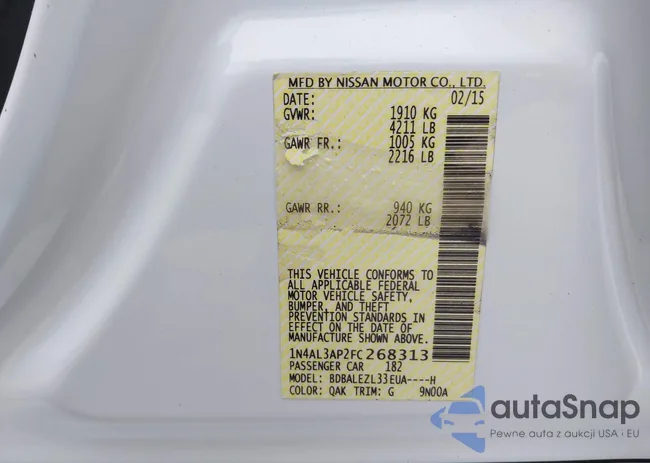 MFD BY NISSAN MOTOR CO., LTD.
DATE: 02/15
GVWR: 1910 KG
4211 LB
GAWR FR.: 1005 KG
2216 LB
GAWR RR.: 940 KG
2072 LB
THIS VEHICLE CONFORMS TO
ALL APPLICABLE FEDERAL
MOTOR VEHICLE SAFETY,
BUMPER, AND THEFT
PREVENTION STANDARDS IN
EFFECT ON THE DATE OF
MANUFACTURE SHOWN ABOVE.
1N4AL3AP2FC268313
PASSENGER CAR 182
MODEL: BDBALEZL33EUA----H
COLOR: QAK TRIM: G 9N00A
autaSnap
Pewne auta z aukcji USA i EU